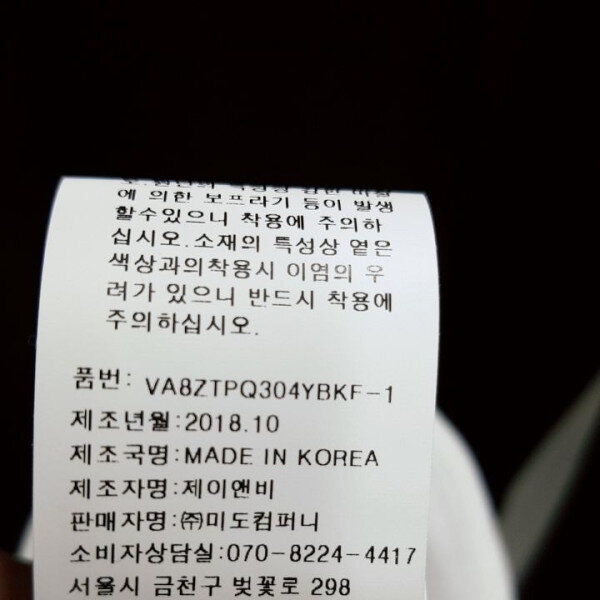 에 의한 보프라기 등이 발생
할수있으니 착용에 주의하
십시오.소재의 특성상 옅은
색상과의착용시 이염의 우
려가 있으니 반드시 착용에
주의하십시오.
품번: VA8ZTPQ304YBKF-1
제조년월:2018.10
제조국명:MADE IN KOREA
제조자명:제이앤비
판매자명:㈜미도컴퍼니
소비자상담실:070-8224-4417
서울시 금천구 벚꽃로 298